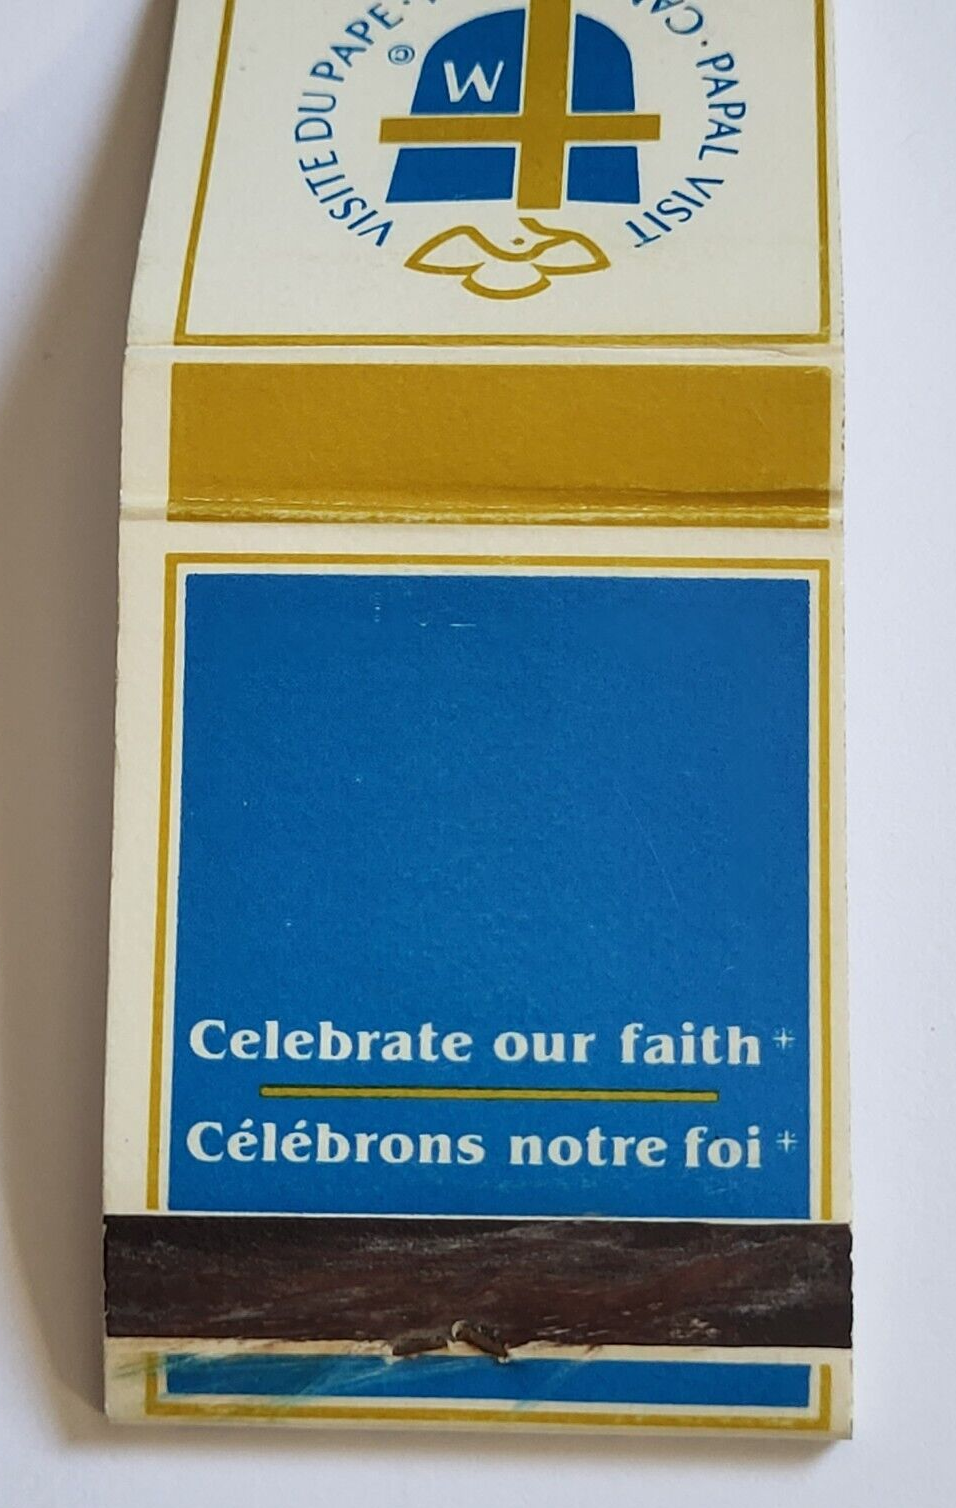 VISITE DU PAPE ·
· PAPAL VISIT
©
W
Celebrate our faith +
Célébrons notre foi +